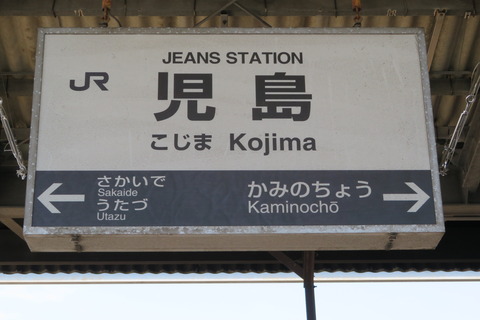 JEANS STATION
JR
児島
こじま Kojima
さかいで
Sakaide
うたづ
Utazu
かみのちょう
Kaminochō